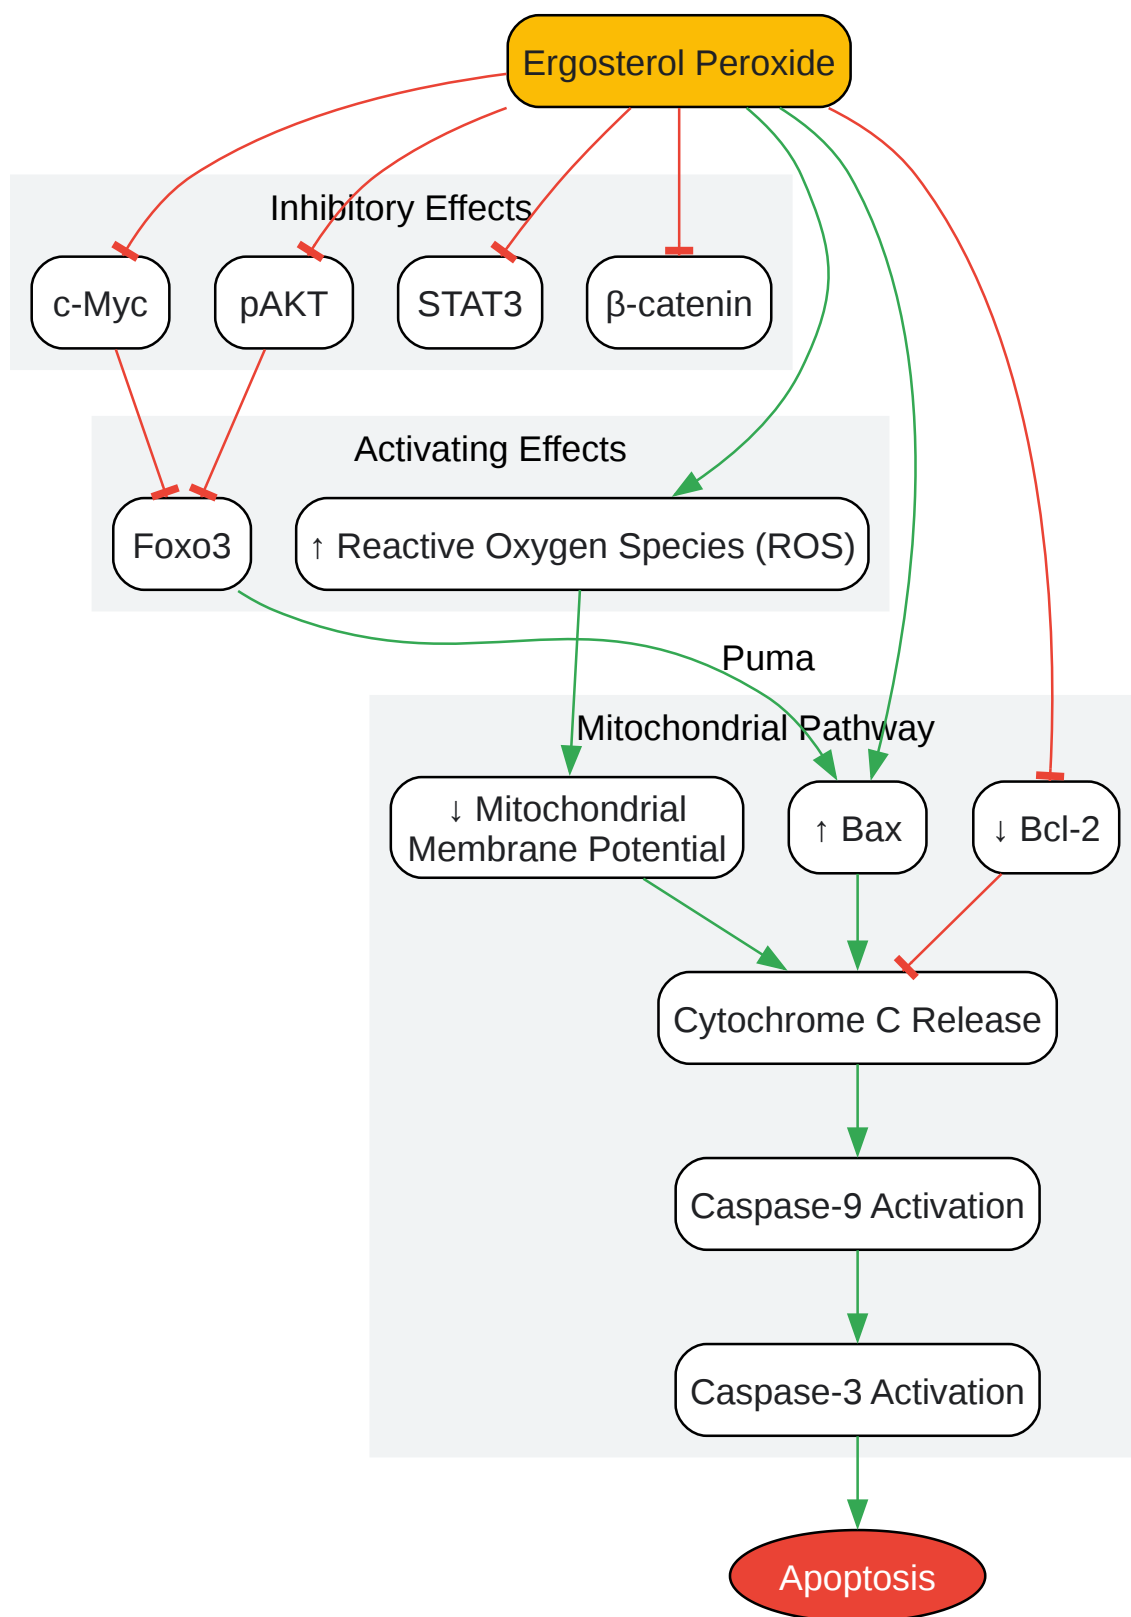 Ergosterol Peroxide
Inhibitory Effects
c-Myc
pAKT
STAT3
β-catenin
Activating Effects
Foxo3
↑ Reactive Oxygen Species (ROS)
Puma
Mitochondrial Pathway
↓ Mitochondrial
Membrane Potential
↑ Bax
↓ Bcl-2
Cytochrome C Release
Caspase-9 Activation
Caspase-3 Activation
Apoptosis